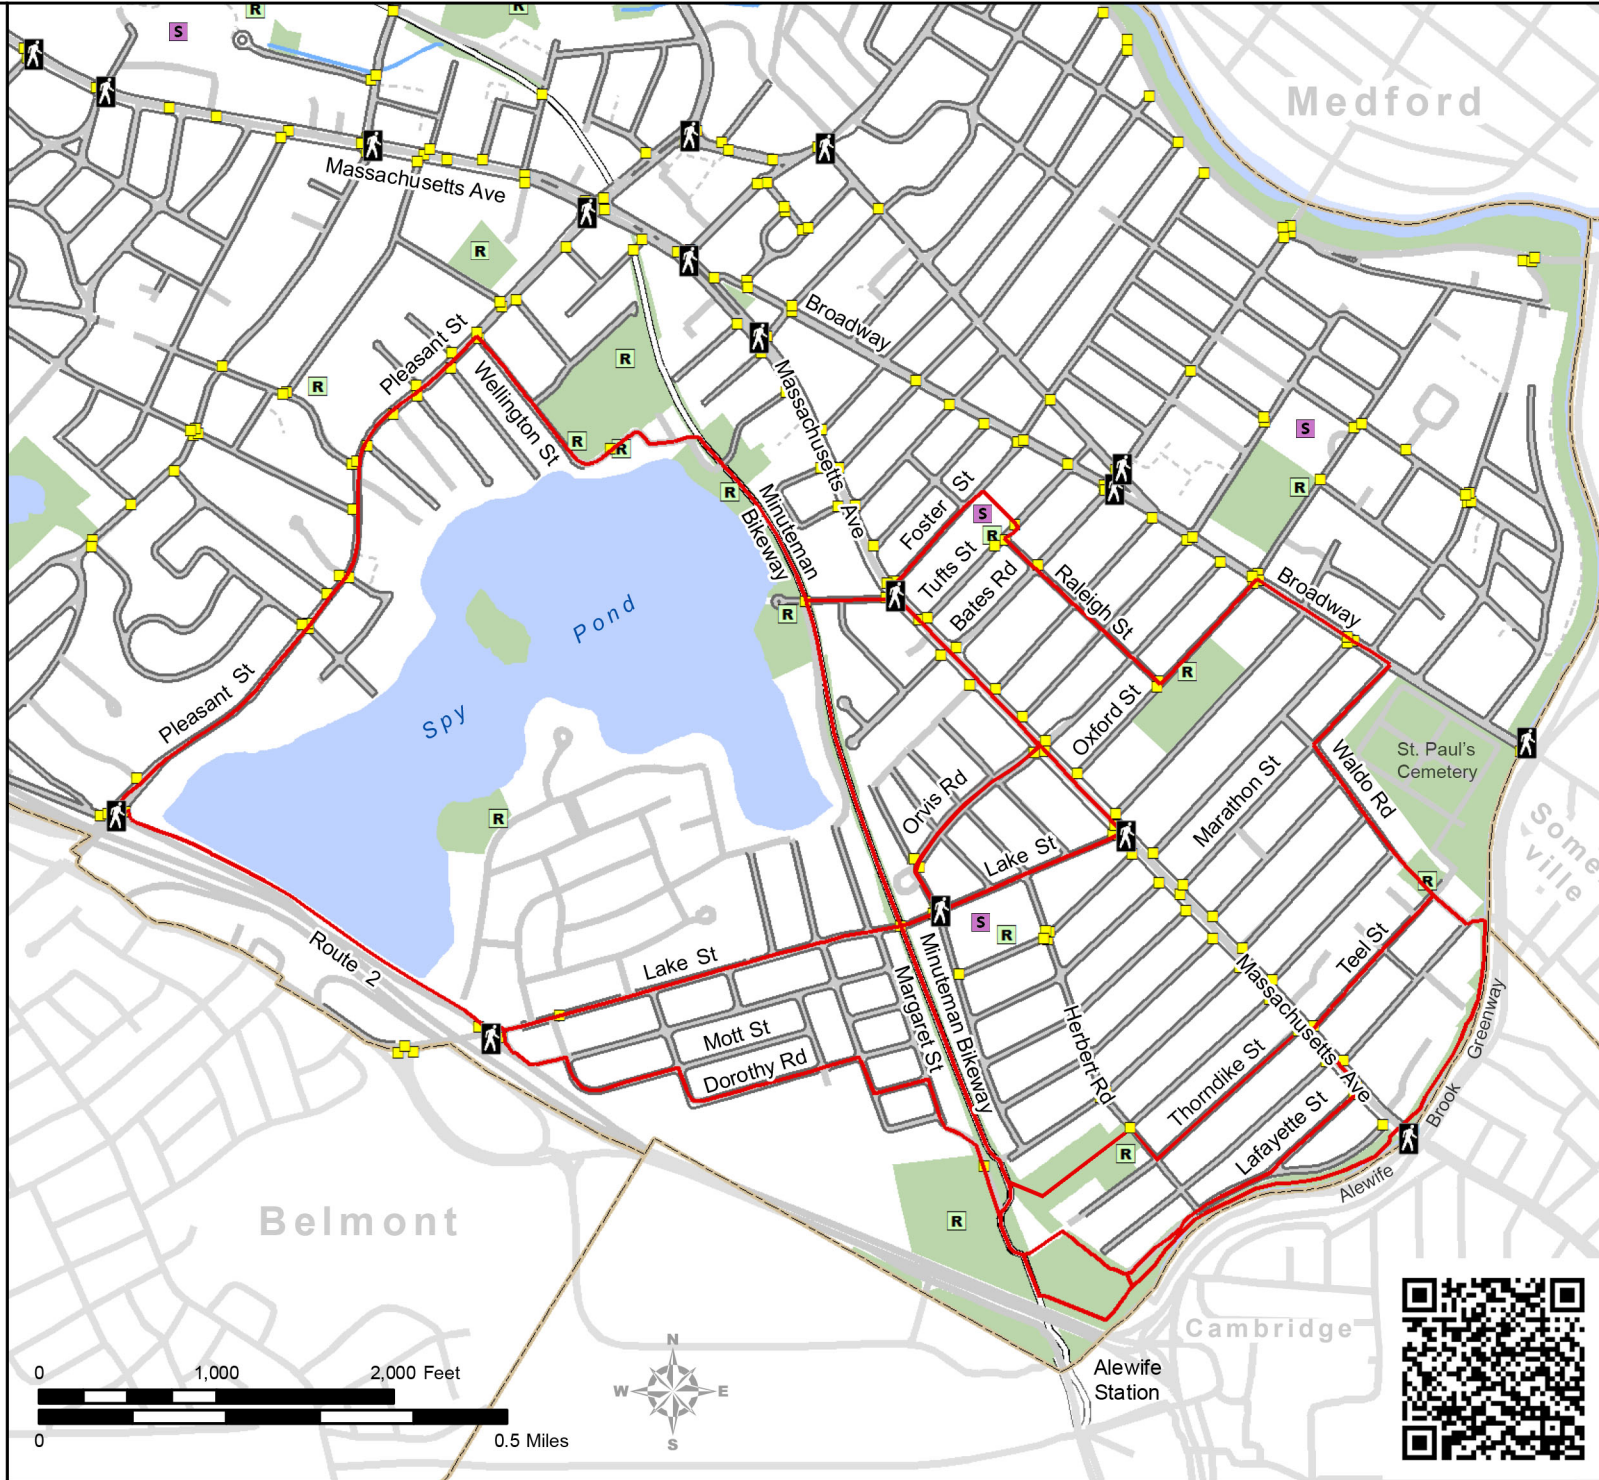 R
R
S
Medford
Massachusetts Ave
R
Broadway
Pleasant St
R
R
Wellington St
Massachusetts Ave
S
R
R
R
R
Minuteman
Bikeway
Foster St
S
R
Tufts St
Bates Rd
Raleigh St
Broadway
R
Spy Pond
Pleasant St
R
Oxford St
Waldo Rd
St. Paul's
Cemetery
Orvis Rd
Marathon St
R
Lake St
Some
ville
R
S
R
Route 2
Lake St
Minuteman Bikeway
Margaret St
Massachusetts Ave
Teel St
Greenway
Mott St
Dorothy Rd
Herbert Rd
Thorndike St
Lafayette St
Brook
Alewife
R
R
Belmont
Cambridge
Alewife
Station
N
W
E
S
0 1,000 2,000 Feet
0 0.5 Miles